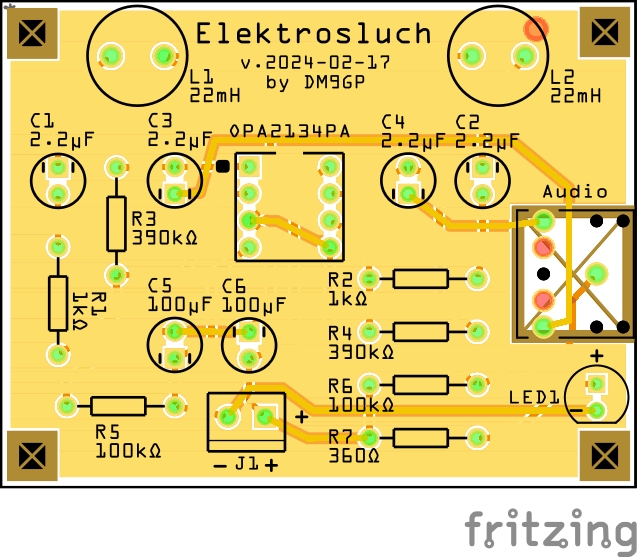 Elektrosluch
v.2024-02-17
by DM9GP
L1
22mH
L2
22mH
C1
2.2µF
C3
2.2µF
OPA2134PA
C4
2.2µF
C2
2.2µF
Audio
R3
390kΩ
R1
1kΩ
C5
100µF
C6
100µF
R2
1kΩ
R4
390kΩ
R6
100kΩ
R7
360Ω
R5
100kΩ
LED1
+
-
+
- J1 +
fritzing